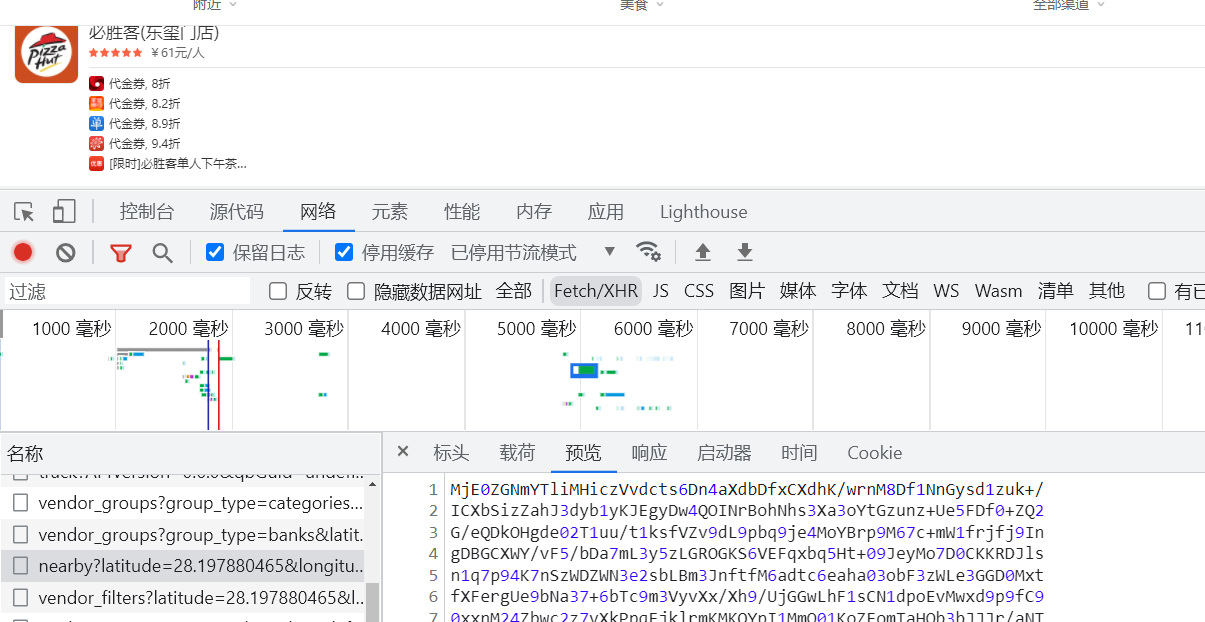 附近
美食
全部渠道
必胜客(东玺门店)
¥61元/人
Pizza Hut
代金券, 8折
代金券, 8.2折
代金券, 8.9折
代金券, 9.4折
[限时]必胜客单人下午茶...
控制台 源代码 网络 元素 性能 内存 应用 Lighthouse
保留日志 停用缓存 已停用节流模式
过滤 反转 隐藏数据网址 全部 Fetch/XHR JS CSS 图片 媒体 字体 文档 WS Wasm 清单 其他 有已
1000 毫秒 2000 毫秒 3000 毫秒 4000 毫秒 5000 毫秒 6000 毫秒 7000 毫秒 8000 毫秒 9000 毫秒 10000 毫秒 110
名称
vendor_groups?group_type=categories...
vendor_groups?group_type=banks&latit...
nearby?latitude=28.197880465&longitu...
vendor_filters?latitude=28.197880465&l...
标头 载荷 预览 响应 启动器 时间 Cookie
1 MjE0ZGNmYTliMHiczVvdcts6Dn4aXdbDfxCXdhK/wrnM8Df1NnGysd1zuk+/
2 ICXbSizZahJ3dyb1yKJEgyDw4QOINrBohNhs3Xa3oYtGzunz+Ue5FDf0+ZQ2
3 G/eQDkOHgde02T1uu/t1ksfVZv9dL9pbq9je4MoYBrp9M67c+mW1frjfj9In
4 gDBGCXWY/vF5/bDa7mL3y5zLGROGKS6VEFqxbq5Ht+09JeyMo7D0CKKRDJls
5 n1q7p94K7nSzWDZWN3e2sbLBm3JnftfM6adtc6eaha03obF3zWLe3GGD0Mxt
6 fXFergUe9bNa37+6bTc9m3VyvXx/Xh9/UjGGwLhF1sCN1dpoEvMwxd9p9fC9
7